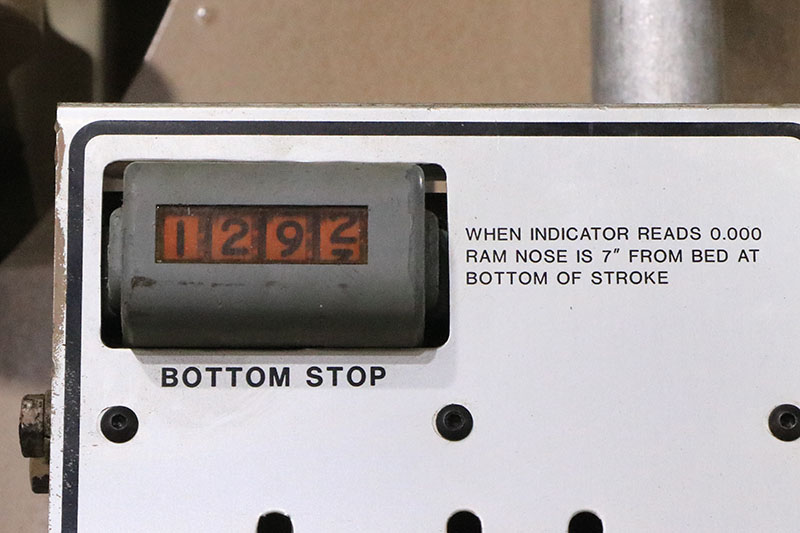 1292
WHEN INDICATOR READS 0.000
RAM NOSE IS 7" FROM BED AT
BOTTOM OF STROKE
BOTTOM STOP